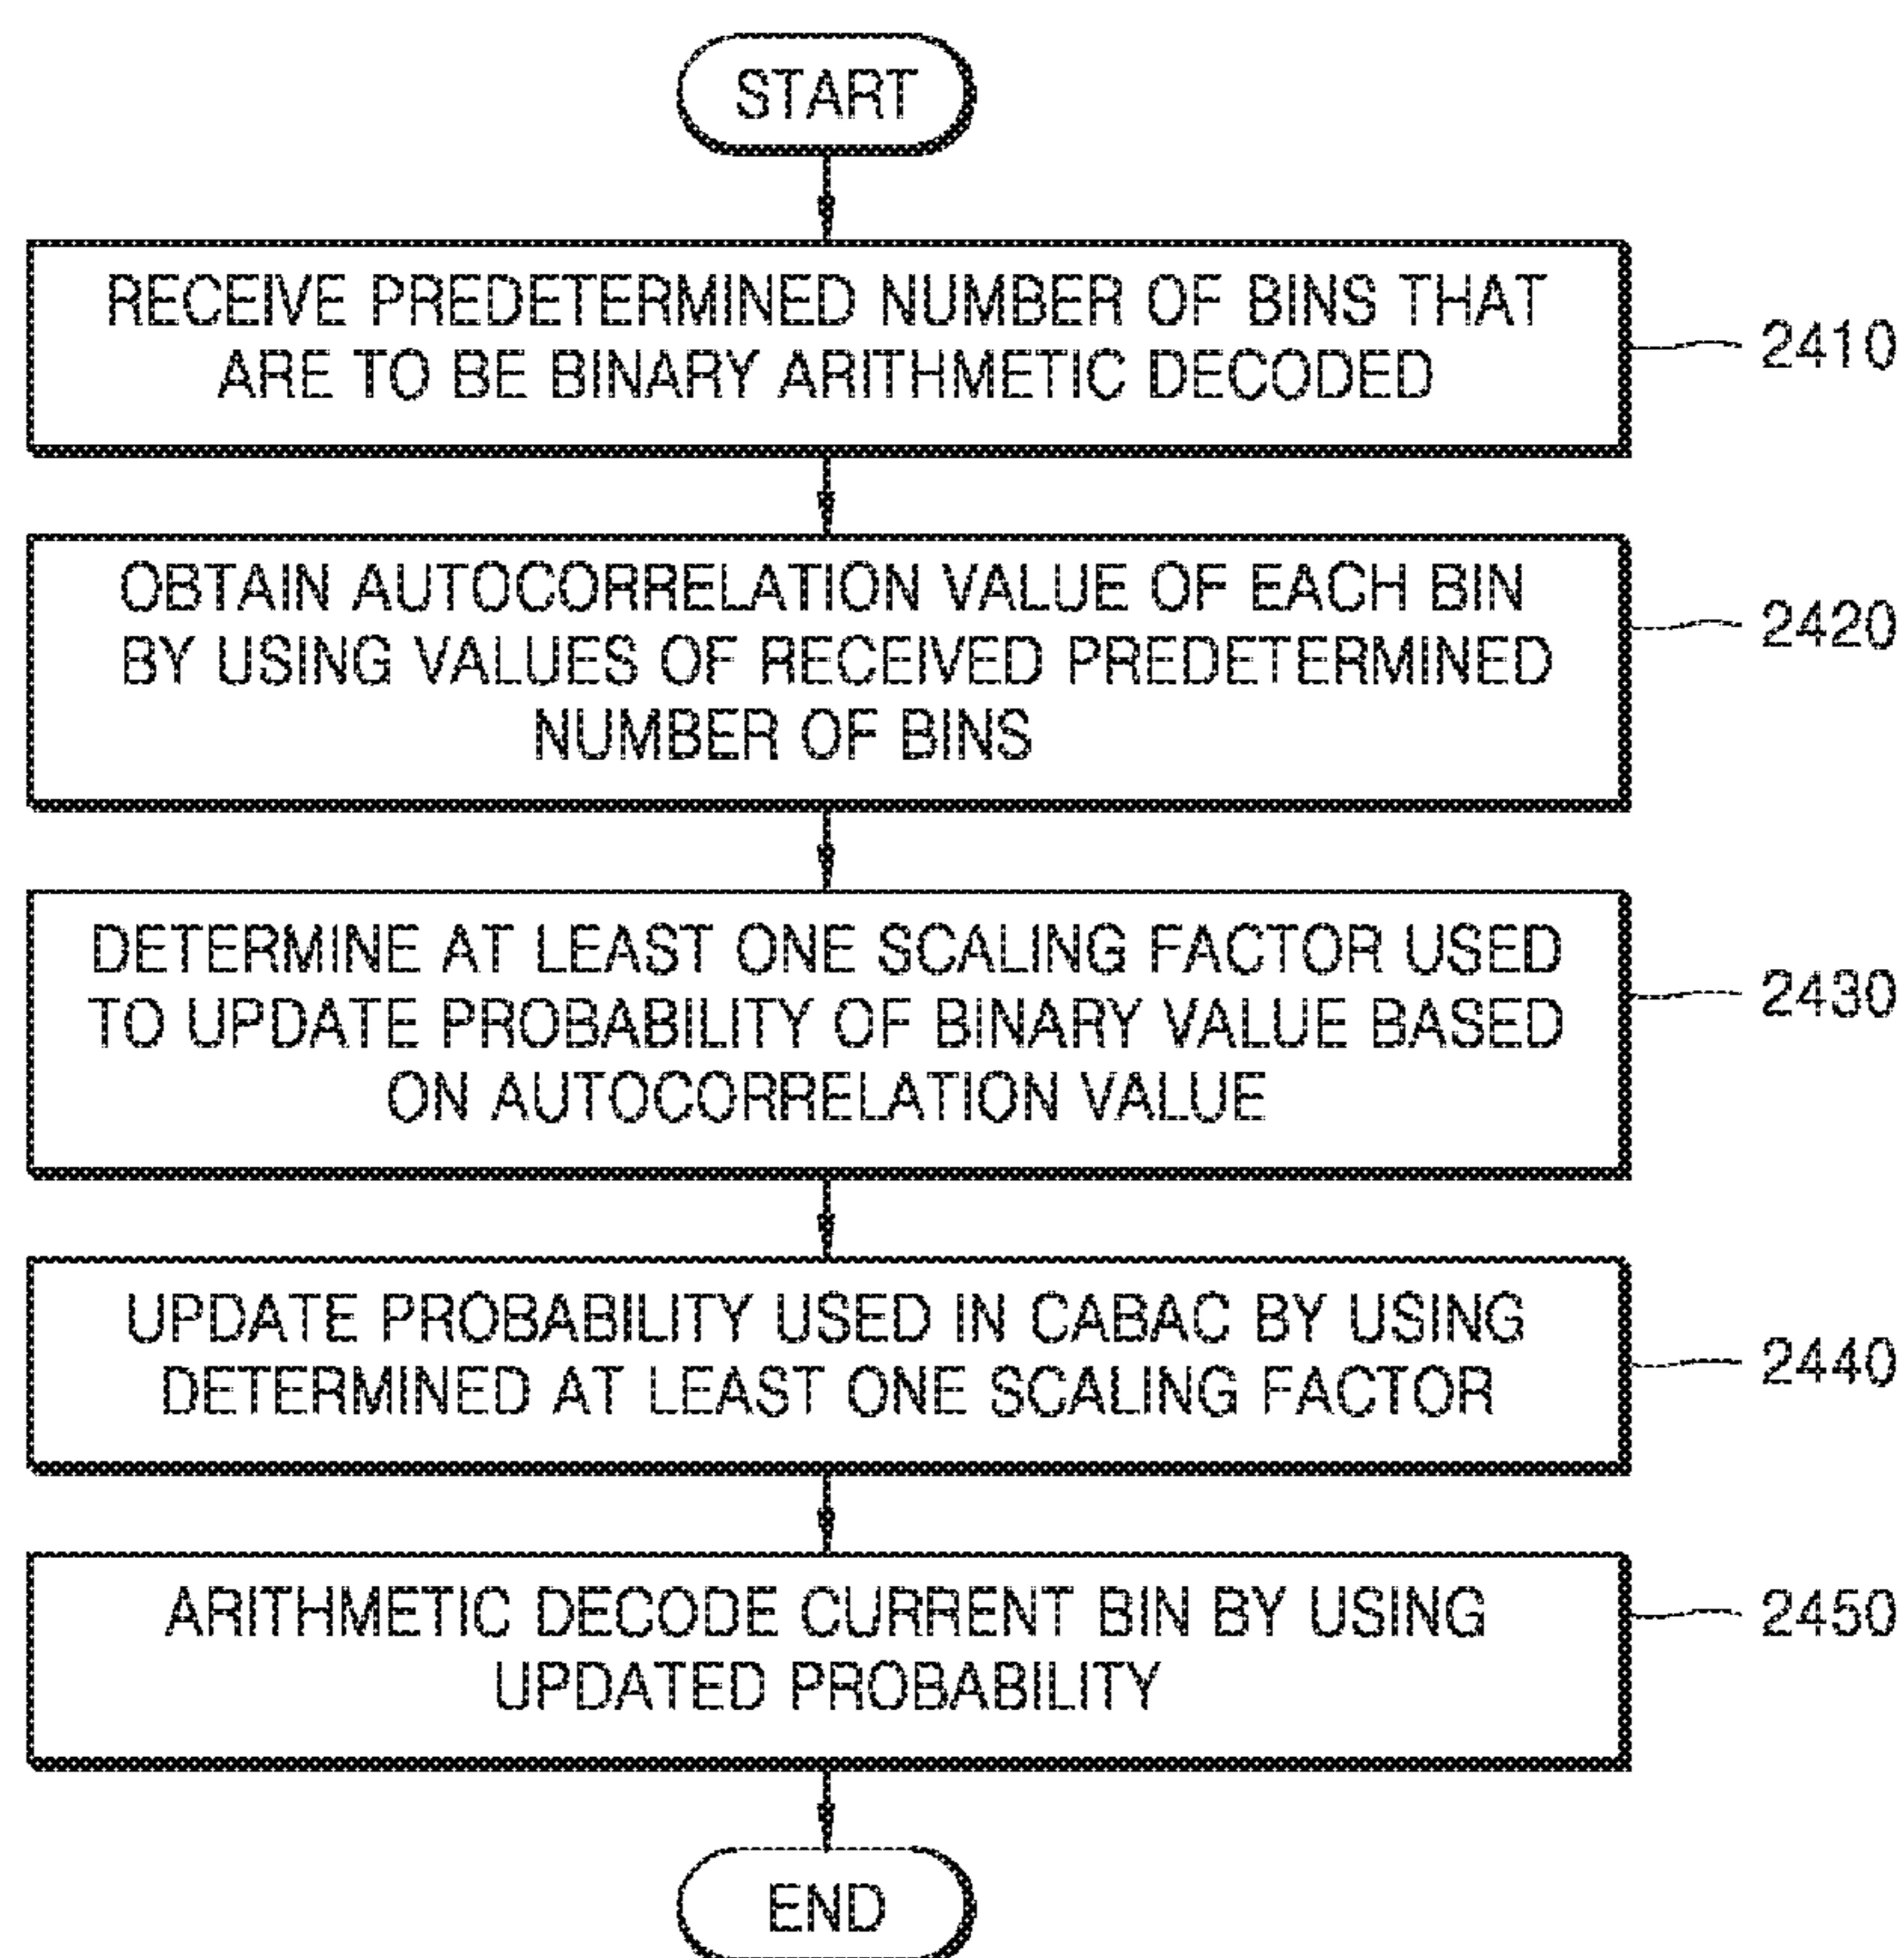 START
RECEIVE PREDETERMINED NUMBER OF BINS THAT
ARE TO BE BINARY ARITHMETIC DECODED
2410
OBTAIN AUTOCORRELATION VALUE OF EACH BIN
BY USING VALUES OF RECEIVED PREDETERMINED
NUMBER OF BINS
2420
DETERMINE AT LEAST ONE SCALING FACTOR USED
TO UPDATE PROBABILITY OF BINARY VALUE BASED
ON AUTOCORRELATION VALUE
2430
UPDATE PROBABILITY USED IN CABAC BY USING
DETERMINED AT LEAST ONE SCALING FACTOR
2440
ARITHMETIC DECODE CURRENT BIN BY USING
UPDATED PROBABILITY
2450
END